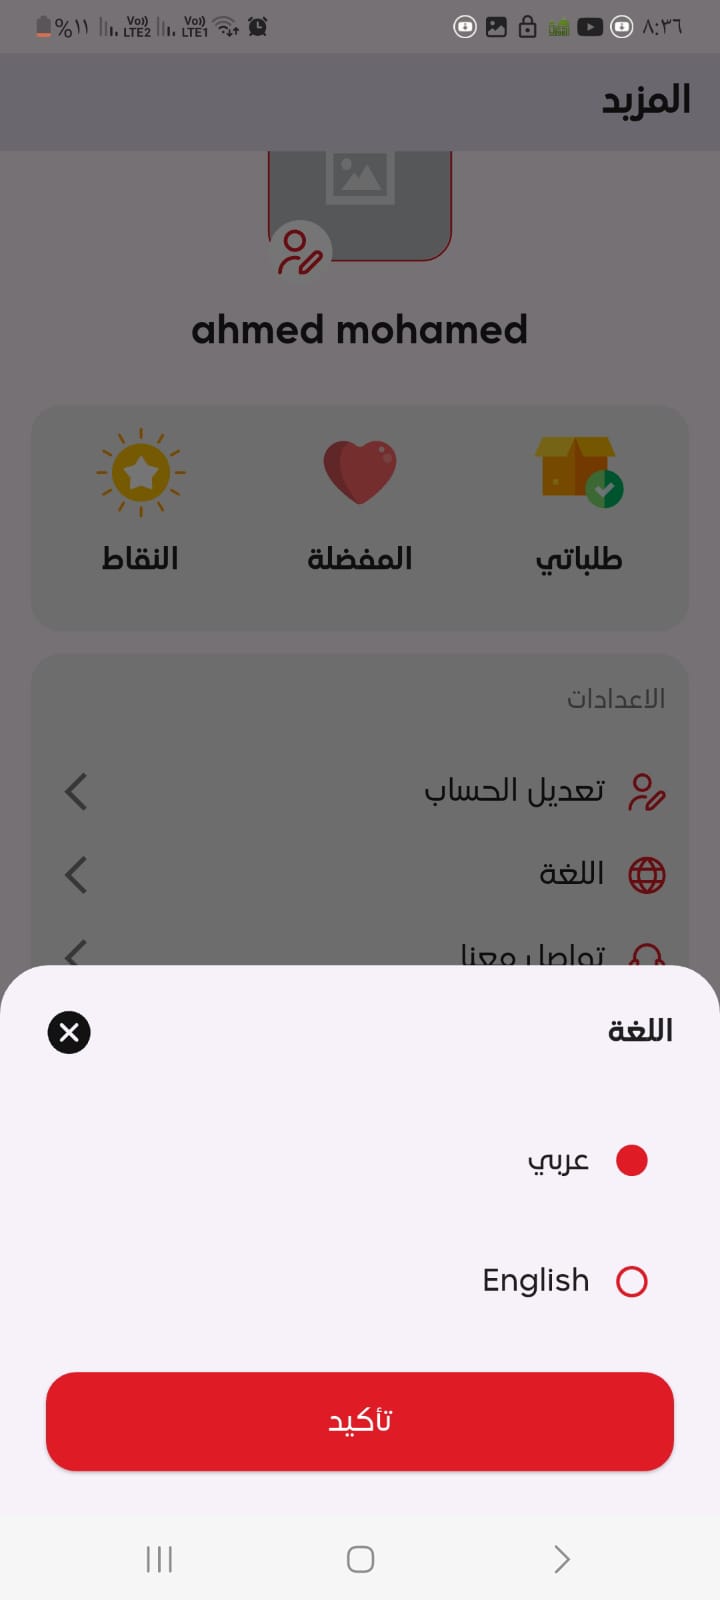 ٨:٣٦
Vo)) LTE1 Vo)) LTE2 ١١%
المزيد
ahmed mohamed
طلباتي المفضلة النقاط
الاعدادات
تعديل الحساب
اللغة
تواصل معنا
اللغة
عربي
English
تأكيد